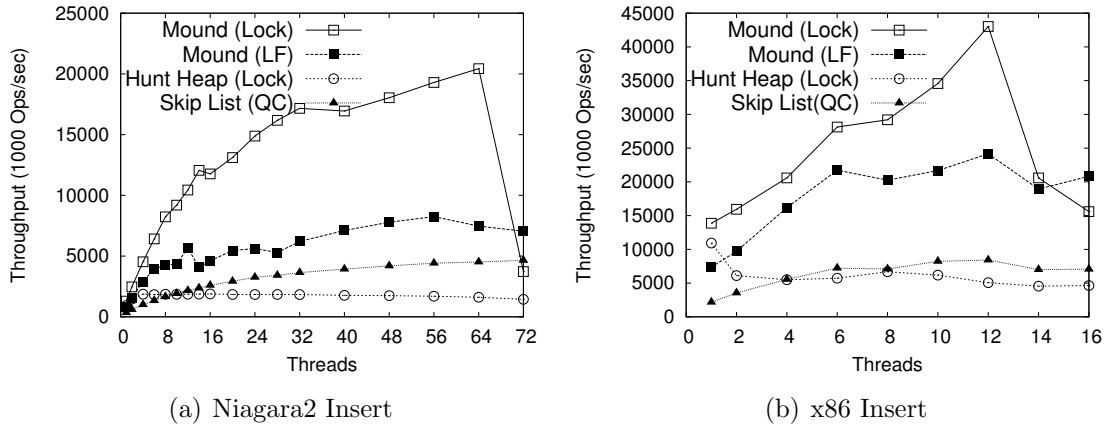 Throughput (1000 Ops/sec)
25000
20000
15000
10000
5000
0
Mound (Lock)
Mound (LF)
Hunt Heap (Lock)
Skip List (QC)
0 8 16 24 32 40 48 56 64 72
Threads
(a) Niagara2 Insert
Throughput (1000 Ops/sec)
45000
40000
35000
30000
25000
20000
15000
10000
5000
0
Mound (Lock)
Mound (LF)
Hunt Heap (Lock)
Skip List(QC)
0 2 4 6 8 10 12 14 16
Threads
(b) x86 Insert